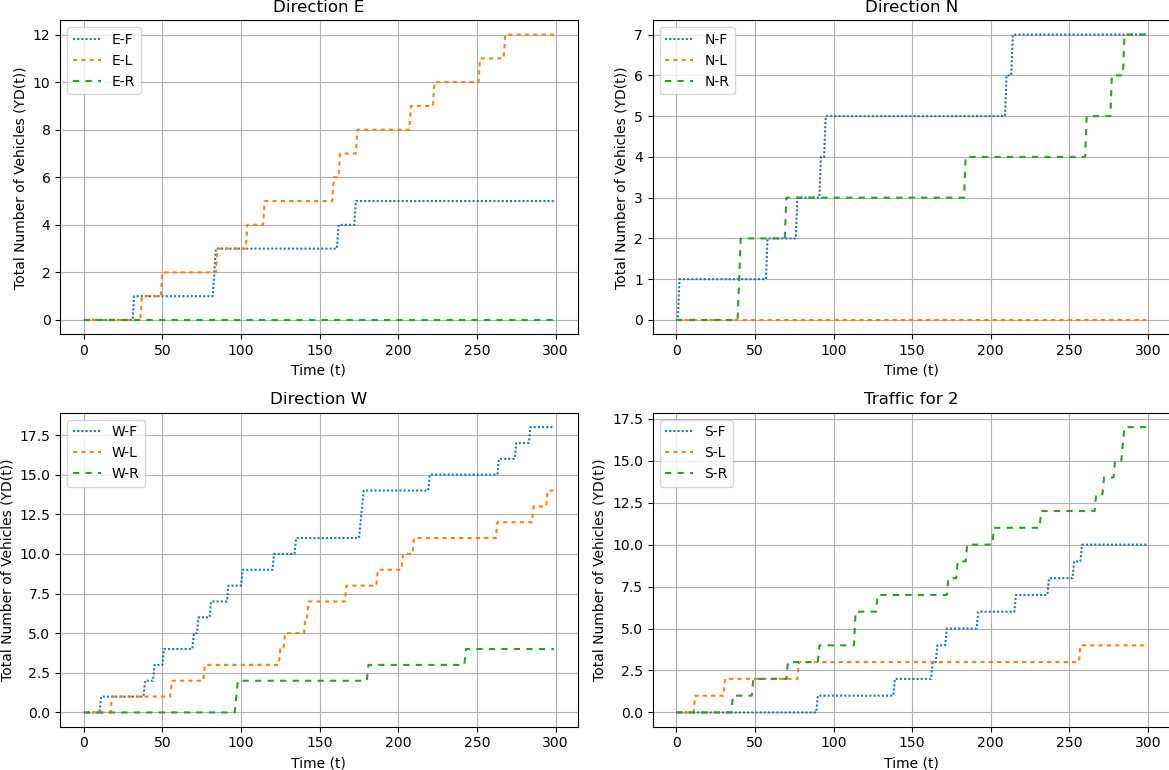 Direction E
Total Number of Vehicles (YD(t))
12
10
8
6
4
2
0
E-F
E-L
E-R
0 50 100 150 200 250 300
Time (t)
Direction N
Total Number of Vehicles (YD(t))
7
6
5
4
3
2
1
0
N-F
N-L
N-R
0 50 100 150 200 250 300
Time (t)
Direction W
Total Number of Vehicles (YD(t))
17.5
15.0
12.5
10.0
7.5
5.0
2.5
0.0
W-F
W-L
W-R
0 50 100 150 200 250 300
Time (t)
Traffic for 2
Total Number of Vehicles (YD(t))
17.5
15.0
12.5
10.0
7.5
5.0
2.5
0.0
S-F
S-L
S-R
0 50 100 150 200 250 300
Time (t)